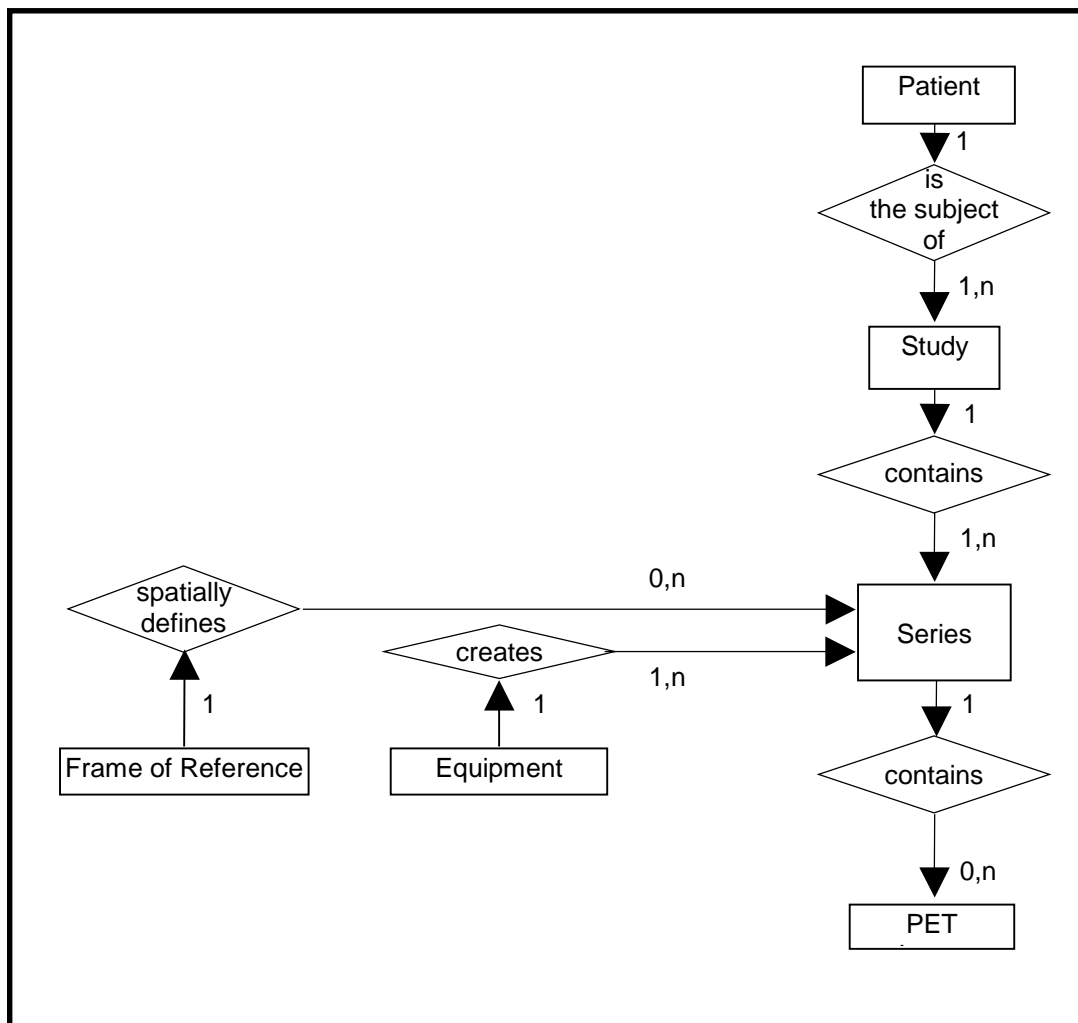 Patient
1
is
the subject
of
1,n
Study
1
contains
1,n
spatially
defines
0,n
Series
creates
1,n
1
1
1
Frame of Reference
Equipment
contains
0,n
PET